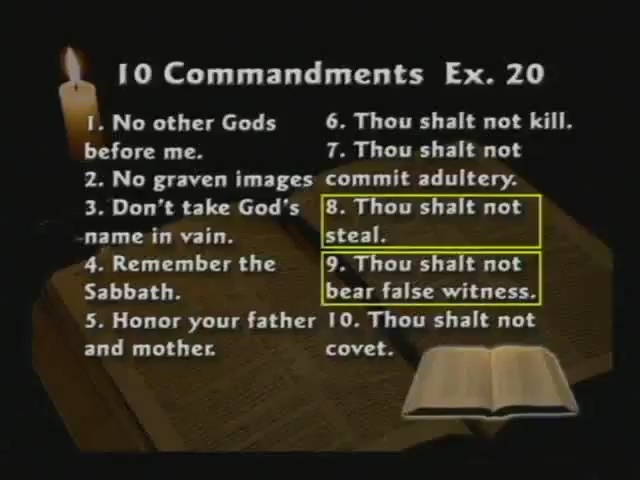 10 Commandments Ex. 20
1. No other Gods
before me.
2. No graven images
3. Don't take God's
name in vain.
4. Remember the
Sabbath.
5. Honor your father
and mother.
6. Thou shalt not kill.
7. Thou shalt not
commit adultery.
8. Thou shalt not
steal.
9. Thou shalt not
bear false witness.
10. Thou shalt not
covet.